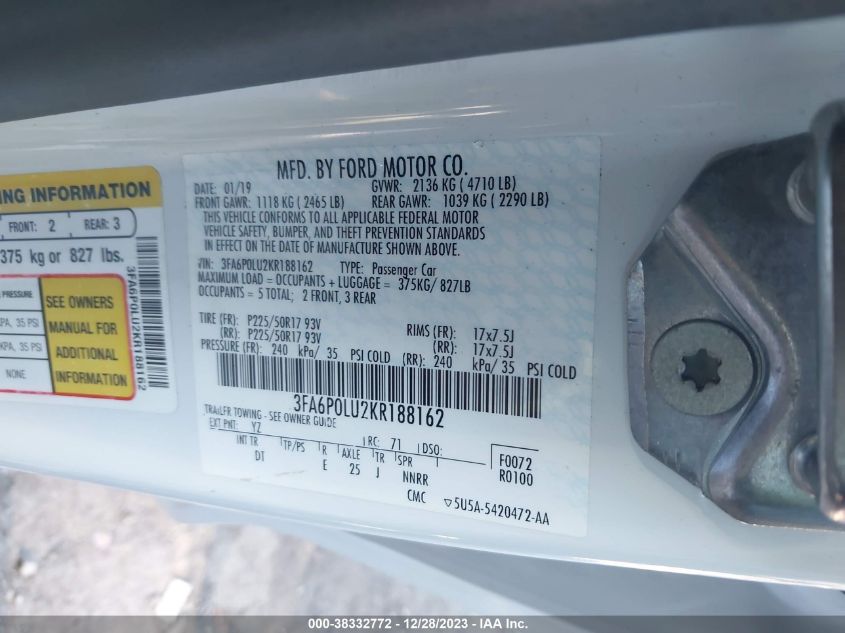 MFD. BY FORD MOTOR CO.
DATE: 01/19 GVWR: 2136 KG ( 4710 LB)
FRONT GAWR: 1118 KG ( 2465 LB) REAR GAWR: 1039 KG ( 2290 LB)
THIS VEHICLE CONFORMS TO ALL APPLICABLE FEDERAL MOTOR
VEHICLE SAFETY, BUMPER, AND THEFT PREVENTION STANDARDS
IN EFFECT ON THE DATE OF MANUFACTURE SHOWN ABOVE.
VIN: 3FA6P0LU2KR188162 TYPE: Passenger Car
MAXIMUM LOAD = OCCUPANTS + LUGGAGE = 375KG/ 827LB
OCCUPANTS = 5 TOTAL; 2 FRONT, 3 REAR
TIRE (FR): P225/50R17 93V RIMS (FR): 17x7.5J
(RR): P225/50R17 93V (RR): 17x7.5J
PRESSURE (FR): 240 kPa/ 35 PSI COLD (RR): 240 kPa/ 35 PSI COLD
3FA6P0LU2KR188162
TRAILER TOWING - SEE OWNER GUIDE
EXT PNT: YZ RC: 71 DSO:
INT TR TP/PS R AXLE TR SPR F0072
DT E 25 J NNRR R0100
CMC 5U5A-5420472-AA
ING INFORMATION
FRONT: 2 REAR: 3
375 kg or 827 lbs.
PRESSURE SEE OWNERS
KPA, 35 PSI MANUAL FOR
KPA, 35 PSI ADDITIONAL
NONE INFORMATION
3FA6P0LU2KR188162
000-38332772 - 12/28/2023 - IAA Inc.